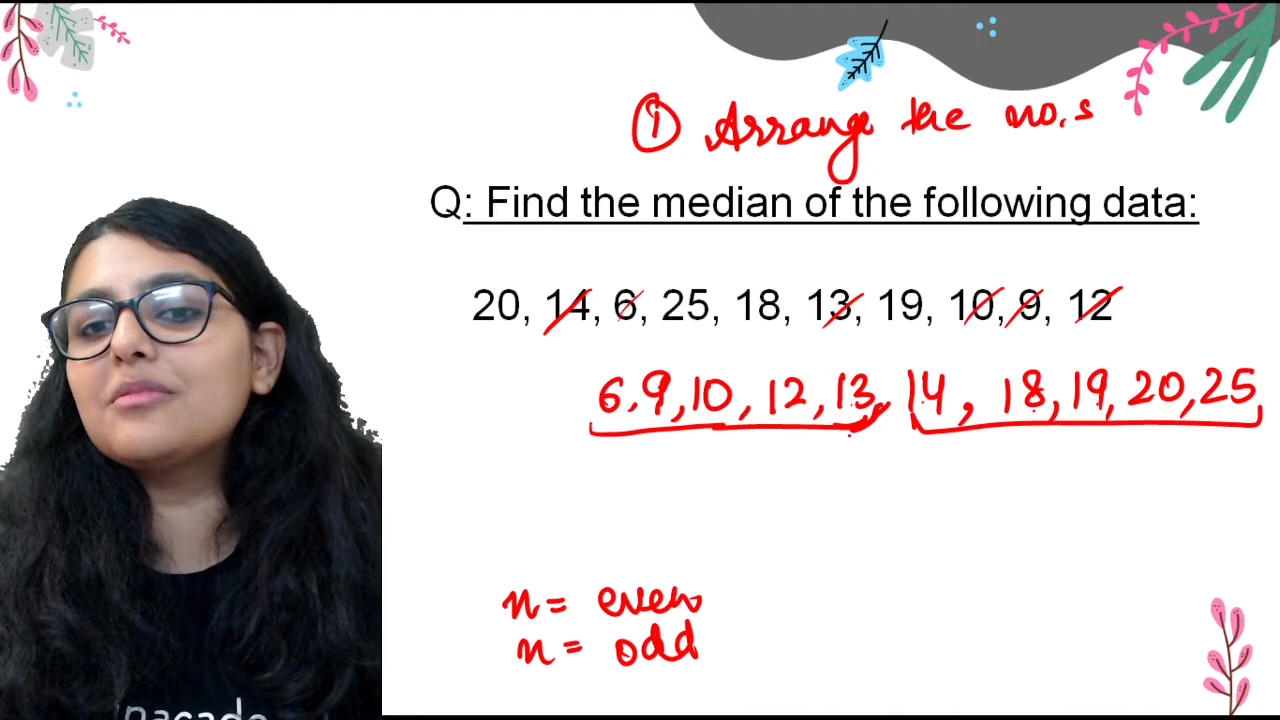 ① Arrange the no.s
Q: Find the median of the following data:
20, 14, 6, 25, 18, 13, 19, 10, 9, 12
6, 9, 10, 12, 13, 14, 18, 19, 20, 25
n = even
n = odd